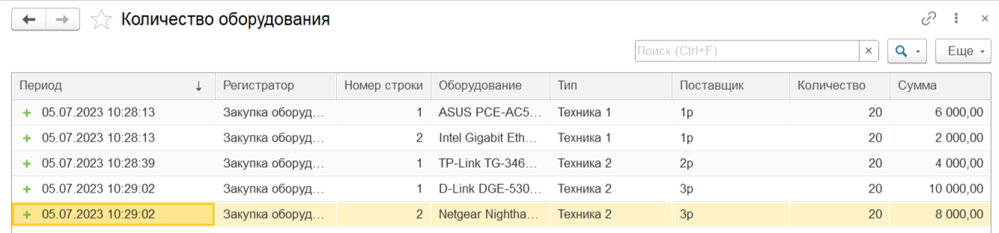 Количество оборудования
Поиск (Ctrl+F)
Еще
Период Регистратор Номер строки Оборудование Тип Поставщик Количество Сумма
05.07.2023 10:28:13 Закупка оборуд... 1 ASUS PCE-AC5... Техника 1 1р 20 6 000,00
05.07.2023 10:28:13 Закупка оборуд... 2 Intel Gigabit Eth... Техника 1 1р 20 2 000,00
05.07.2023 10:28:39 Закупка оборуд... 1 TP-Link TG-346... Техника 2 2р 20 4 000,00
05.07.2023 10:29:02 Закупка оборуд... 1 D-Link DGE-530... Техника 2 3р 20 10 000,00
05.07.2023 10:29:02 Закупка оборуд... 2 Netgear Nightha... Техника 2 3р 20 8 000,00